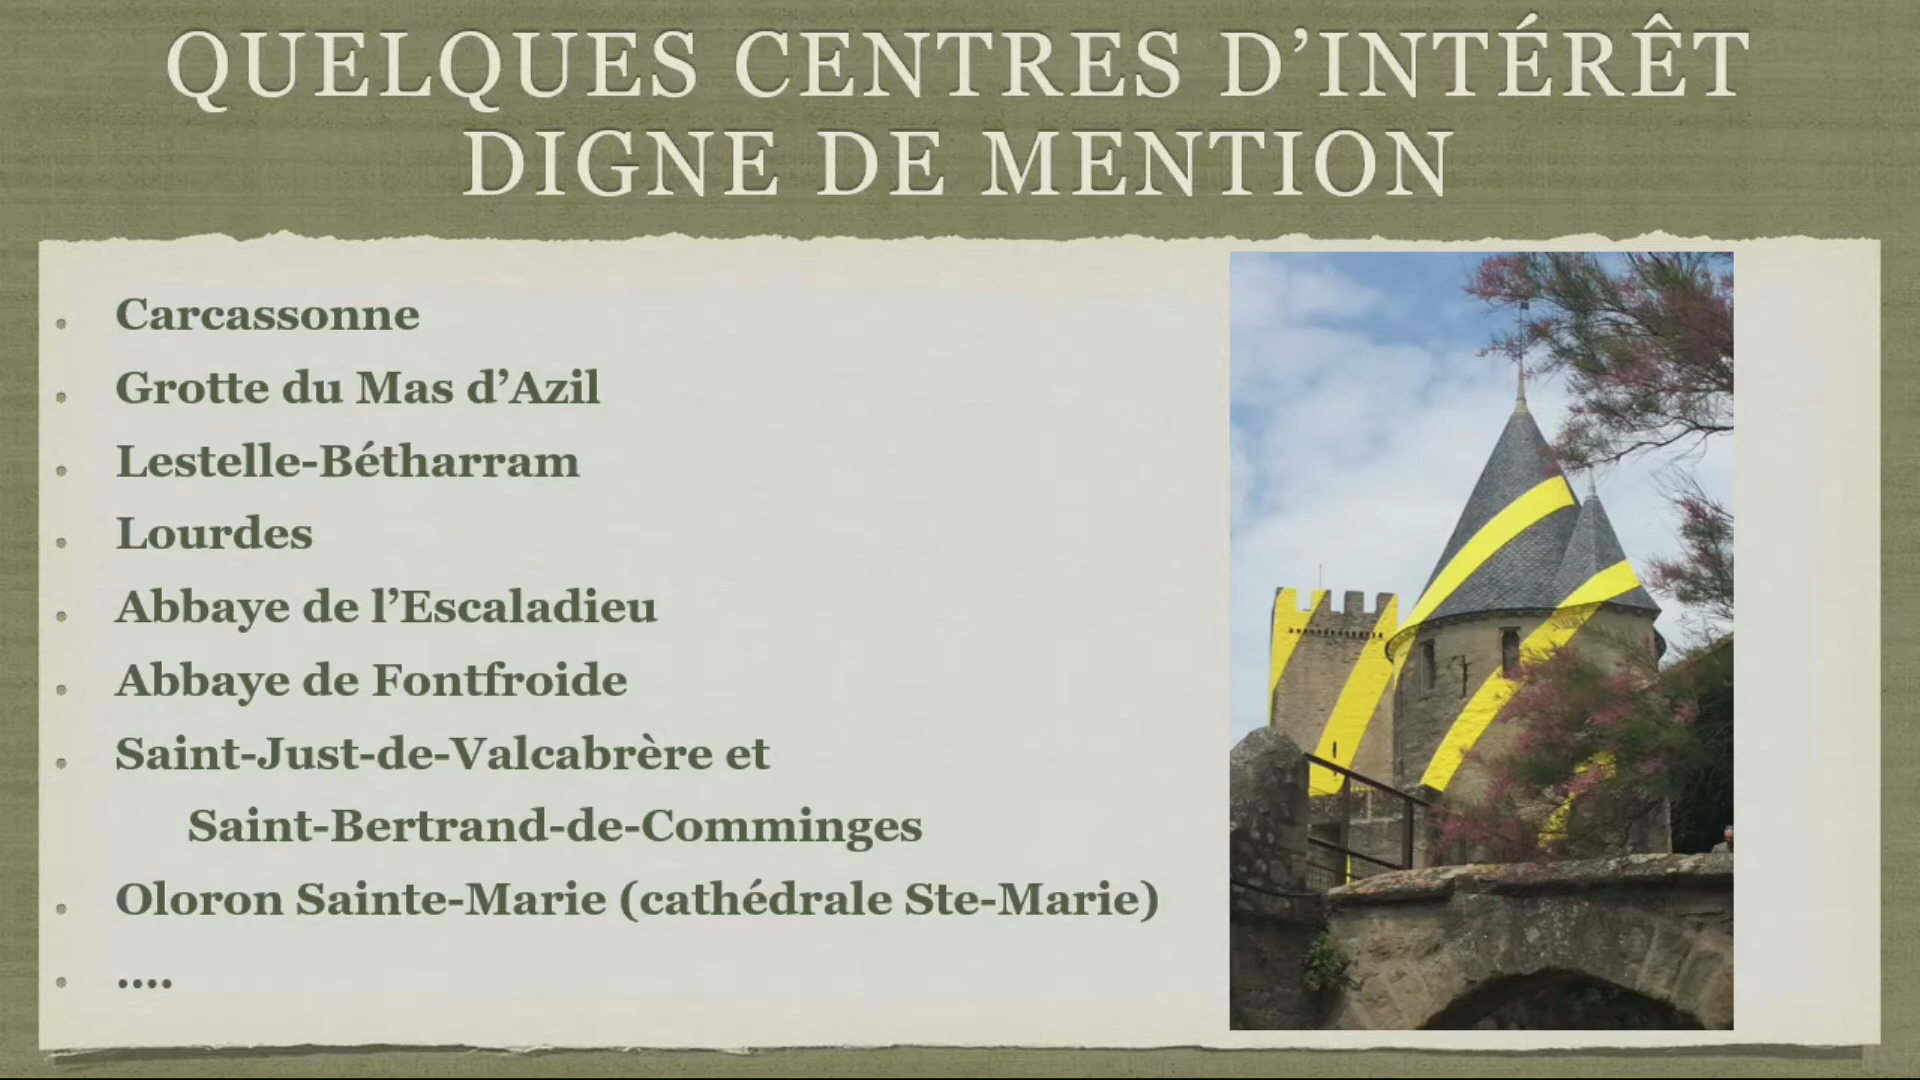 QUELQUES CENTRES D’INTÉRÊT
DIGNE DE MENTION
Carcassonne
Grotte du Mas d’Azil
Lestelle-Bétharram
Lourdes
Abbaye de l’Escaladieu
Abbaye de Fontfroide
Saint-Just-de-Valcabrère et
Saint-Bertrand-de-Comminges
Oloron Sainte-Marie (cathédrale Ste-Marie)
....